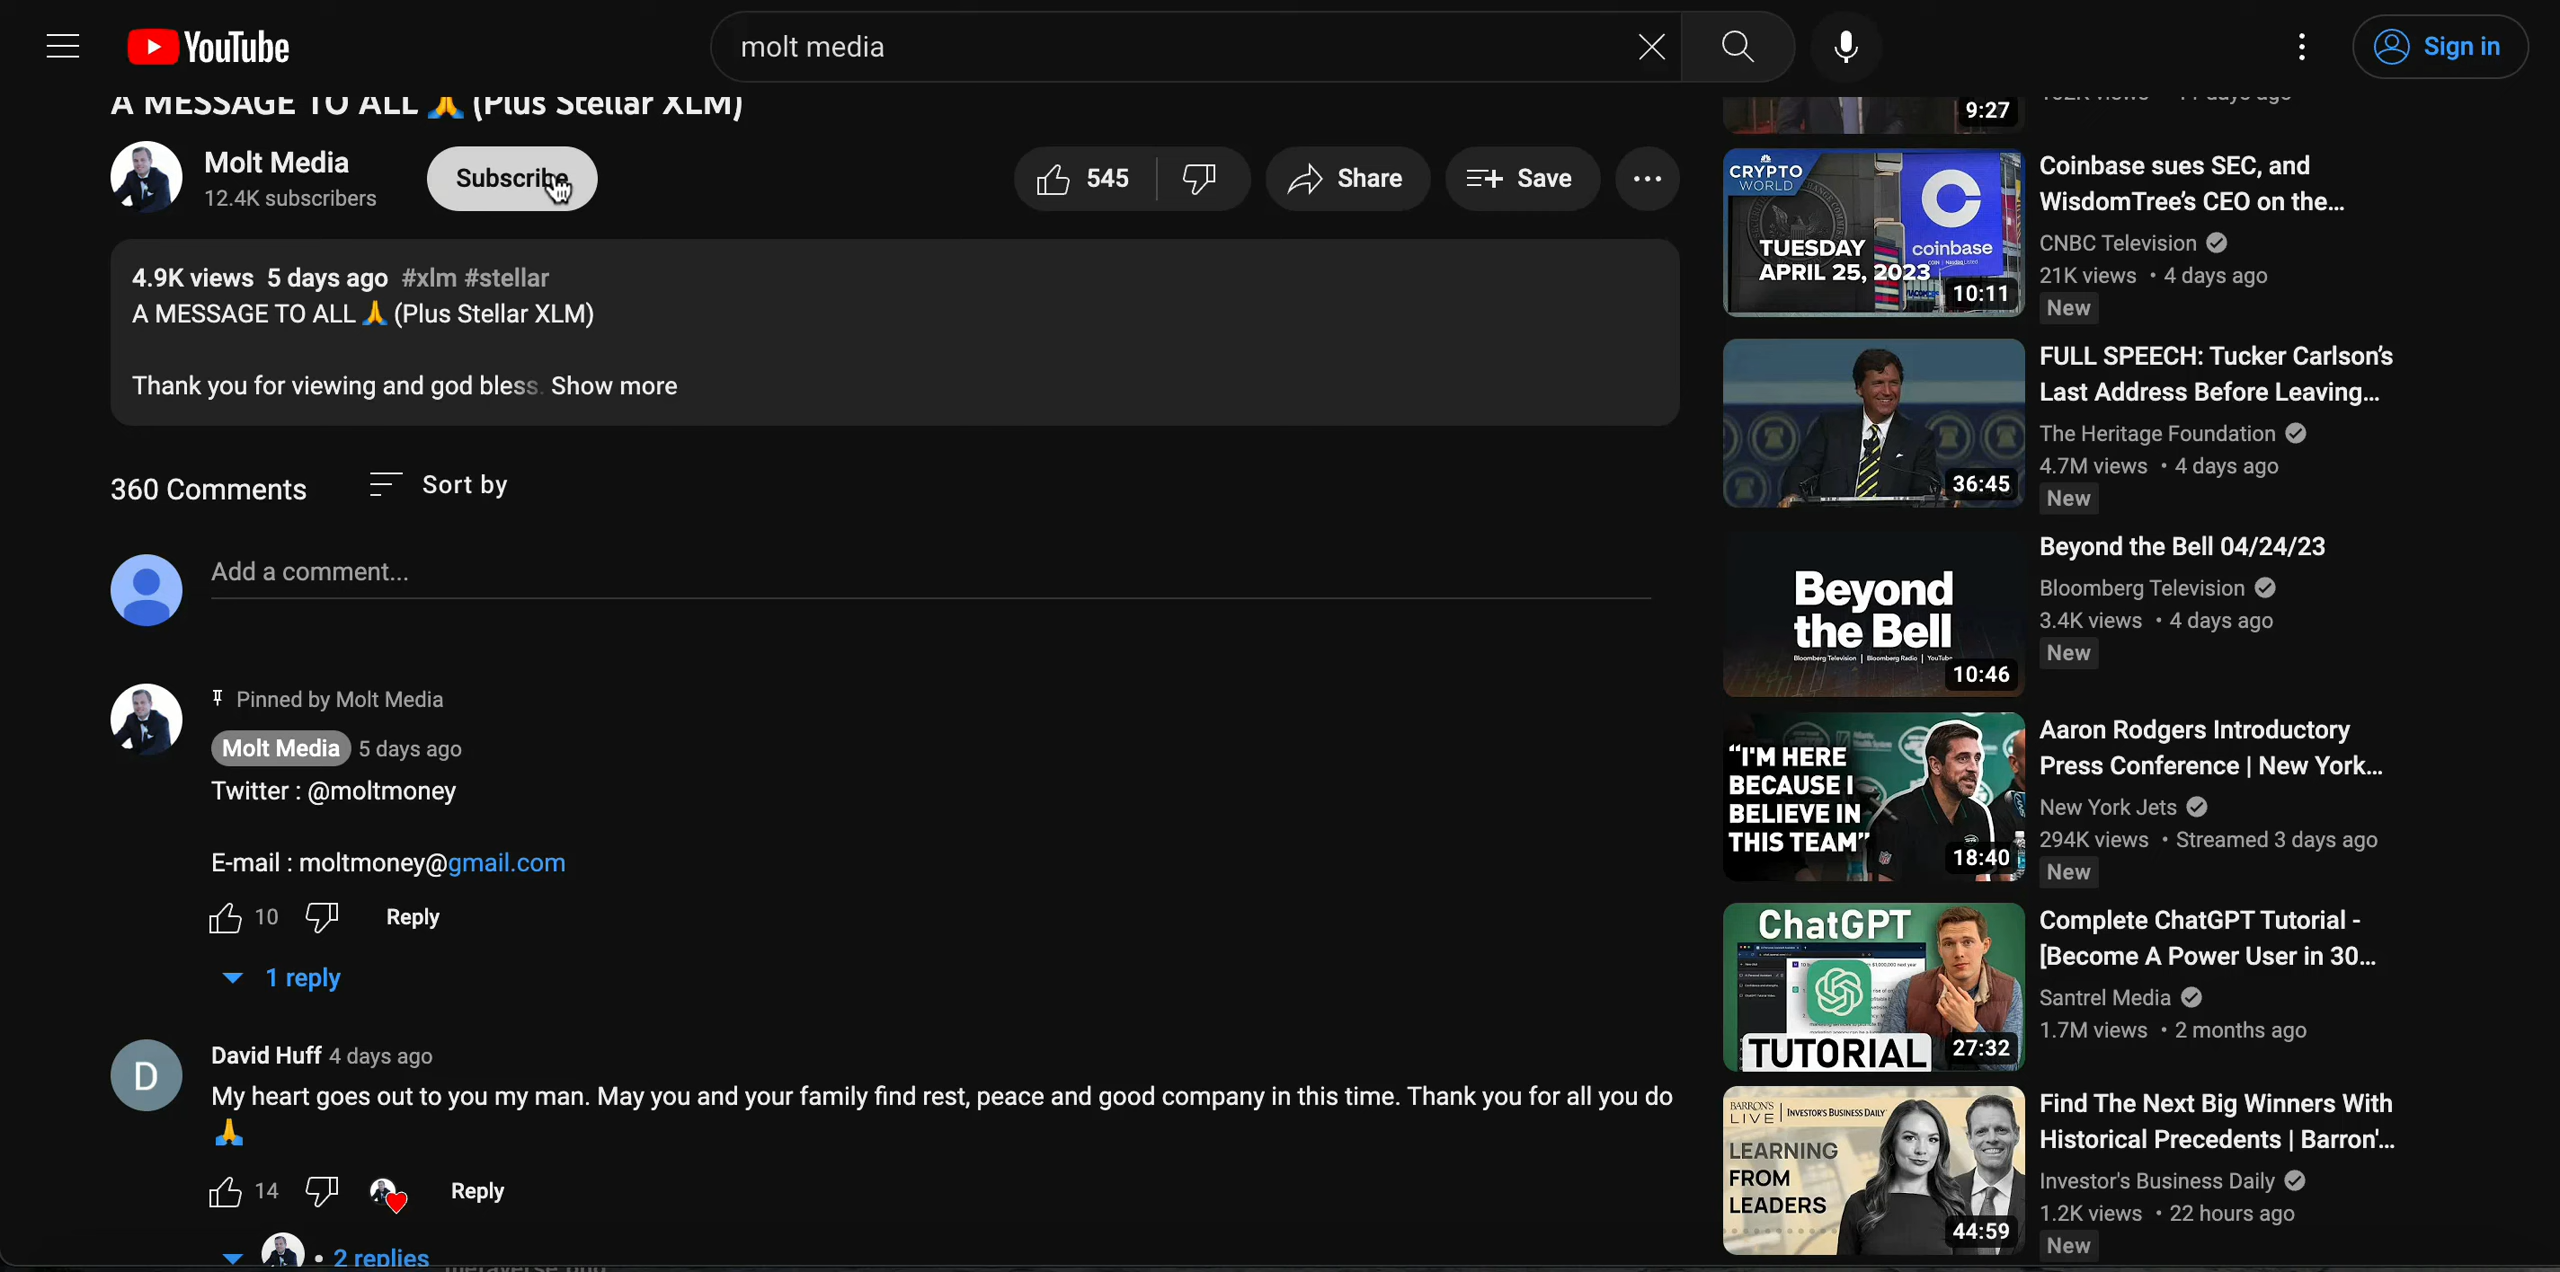 YouTube
molt media
Sign in
A MESSAGE TO ALL 🙏 (Plus Stellar XLM)
Molt Media
12.4K subscribers
Subscribe
545
Share
Save
4.9K views 5 days ago #xlm #stellar
A MESSAGE TO ALL 🙏 (Plus Stellar XLM)
Thank you for viewing and god bless. Show more
360 Comments
Sort by
Add a comment...
Pinned by Molt Media
Molt Media 5 days ago
Twitter : @moltmoney
E-mail : moltmoney@gmail.com
10
Reply
1 reply
D
David Huff 4 days ago
My heart goes out to you my man. May you and your family find rest, peace and good company in this time. Thank you for all you do
🙏
14
Reply
• 2 replies
9:27
CRYPTO
WORLD
TUESDAY
APRIL 25, 2023
coinbase
10:11
Coinbase sues SEC, and
WisdomTree's CEO on the...
CNBC Television
21K views • 4 days ago
New
36:45
FULL SPEECH: Tucker Carlson's
Last Address Before Leaving...
The Heritage Foundation
4.7M views • 4 days ago
New
Beyond
the Bell
Bloomberg Television | Bloomberg Radio | YouTube
10:46
Beyond the Bell 04/24/23
Bloomberg Television
3.4K views • 4 days ago
New
"I'M HERE
BECAUSE I
BELIEVE IN
THIS TEAM"
18:40
Aaron Rodgers Introductory
Press Conference | New York...
New York Jets
294K views • Streamed 3 days ago
New
ChatGPT
TUTORIAL
27:32
Complete ChatGPT Tutorial -
[Become A Power User in 30...
Santrel Media
1.7M views • 2 months ago
BARRON'S
LIVE | INVESTOR'S BUSINESS DAILY
LEARNING
FROM
LEADERS
44:59
Find The Next Big Winners With
Historical Precedents | Barron'...
Investor's Business Daily
1.2K views • 22 hours ago
New